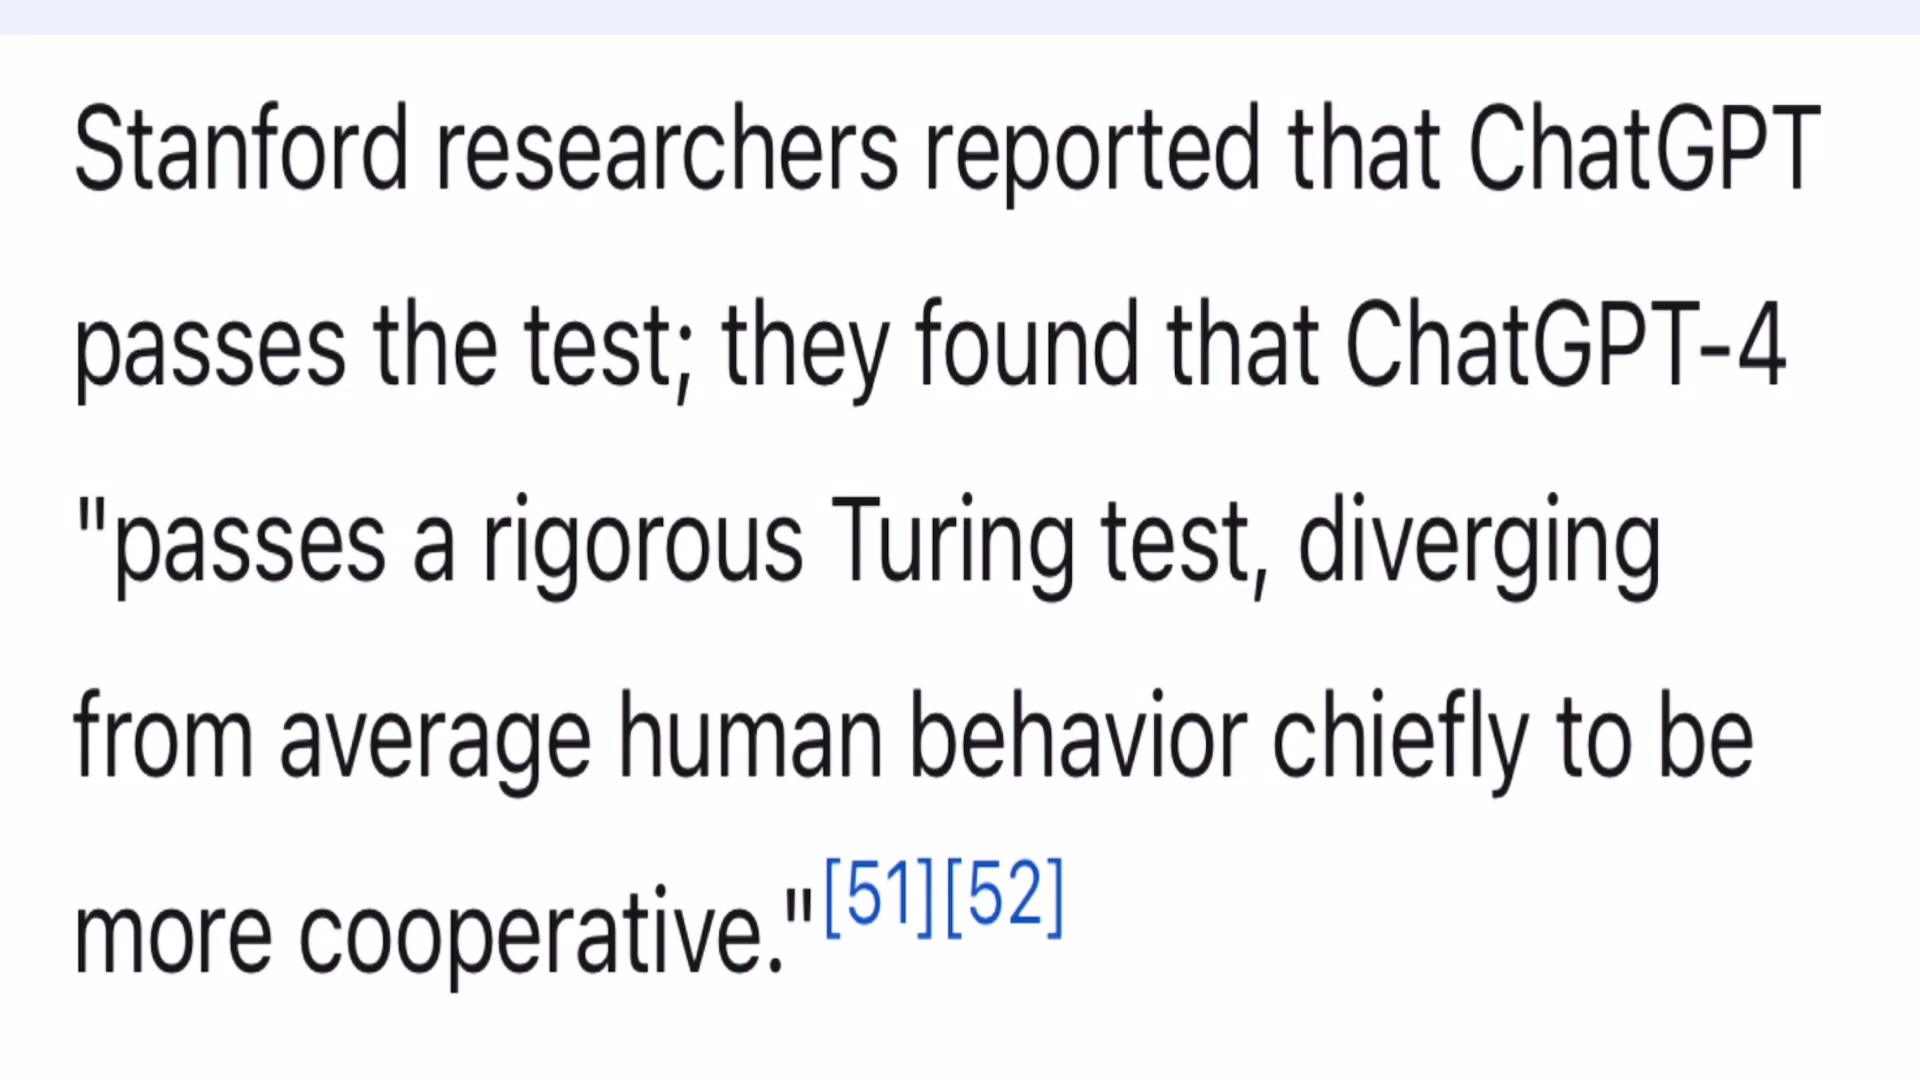 Stanford researchers reported that ChatGPT
passes the test; they found that ChatGPT-4
"passes a rigorous Turing test, diverging
from average human behavior chiefly to be
more cooperative."[51][52]